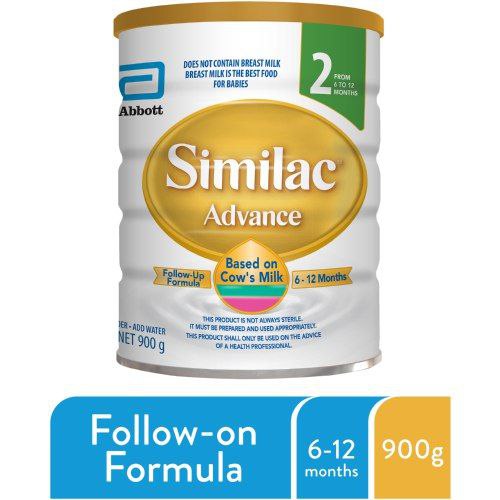 Abbott
DOES NOT CONTAIN BREAST MILK
BREAST MILK IS THE BEST FOOD
FOR BABIES
2
FROM
6 TO 12
MONTHS
Similac™
Advance
Based on
Cow's Milk
Follow-Up
Formula
6 - 12 Months
THIS PRODUCT IS NOT ALWAYS STERILE.
IT MUST BE PREPARED AND USED APPROPRIATELY.
THIS PRODUCT SHALL ONLY BE USED ON THE ADVICE
OF A HEALTH PROFESSIONAL.
DER • ADD WATER
NET 900 g
Follow-on
Formula
6-12
months
900g